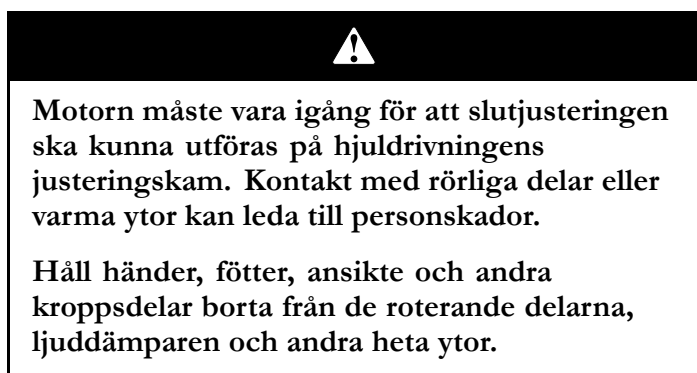 Motorn måste vara igång för att slutjusteringen
ska kunna utföras på hjuldrivningens
justeringskam. Kontakt med rörliga delar eller
varma ytor kan leda till personskador.
Håll händer, fötter, ansikte och andra
kroppsdelar borta från de roterande delarna,
ljuddämparen och andra heta ytor.